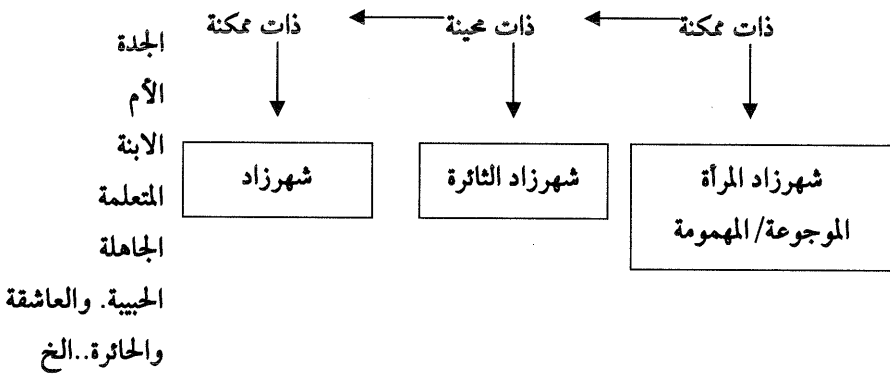 ذات ممكنة ذات محينة ذات ممكنة
شهرزاد المرأة
الموجوعة/ المهمومة
شهرزاد الثائرة
شهرزاد
الجدة
الأم
الابنة
المتعلمة
الجاهلة
الحبيبة. والعاشقة
والحائرة..الخ